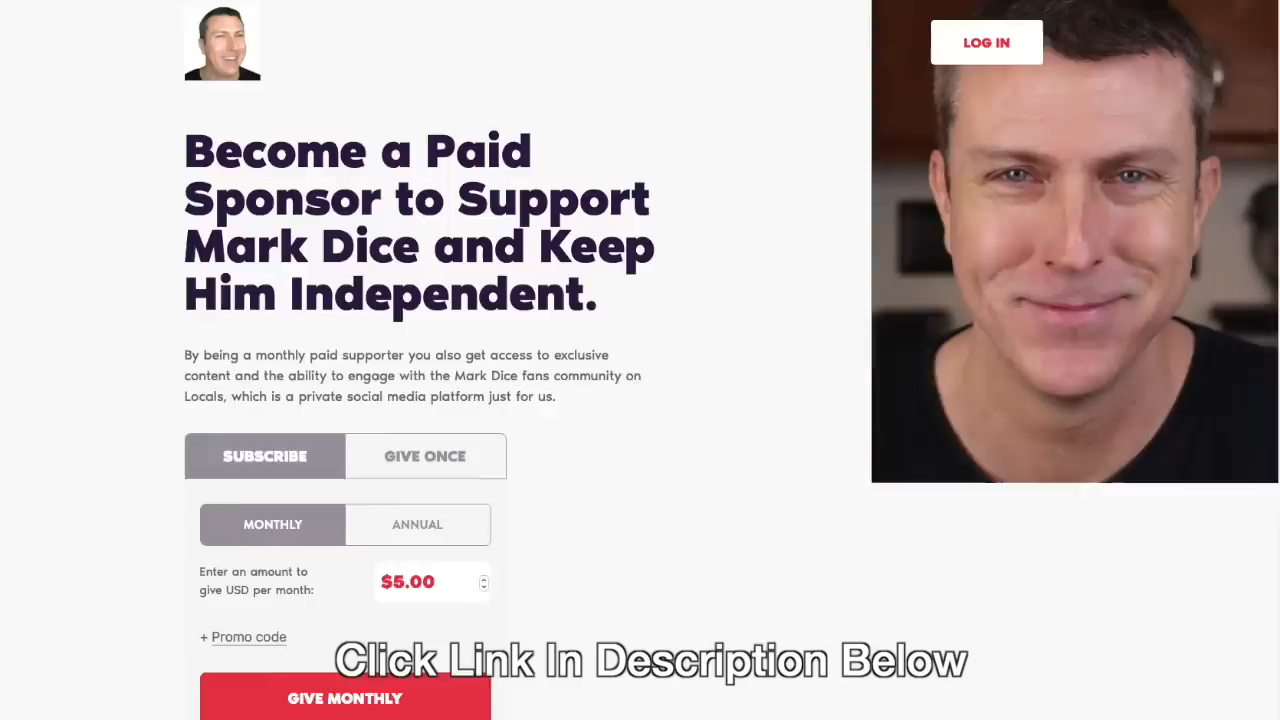 LOG IN
Become a Paid
Sponsor to Support
Mark Dice and Keep
Him Independent.
By being a monthly paid supporter you also get access to exclusive
content and the ability to engage with the Mark Dice fans community on
Locals, which is a private social media platform just for us.
SUBSCRIBE GIVE ONCE
MONTHLY ANNUAL
Enter an amount to
give USD per month:
$5.00
+ Promo code
Click Link In Description Below
GIVE MONTHLY